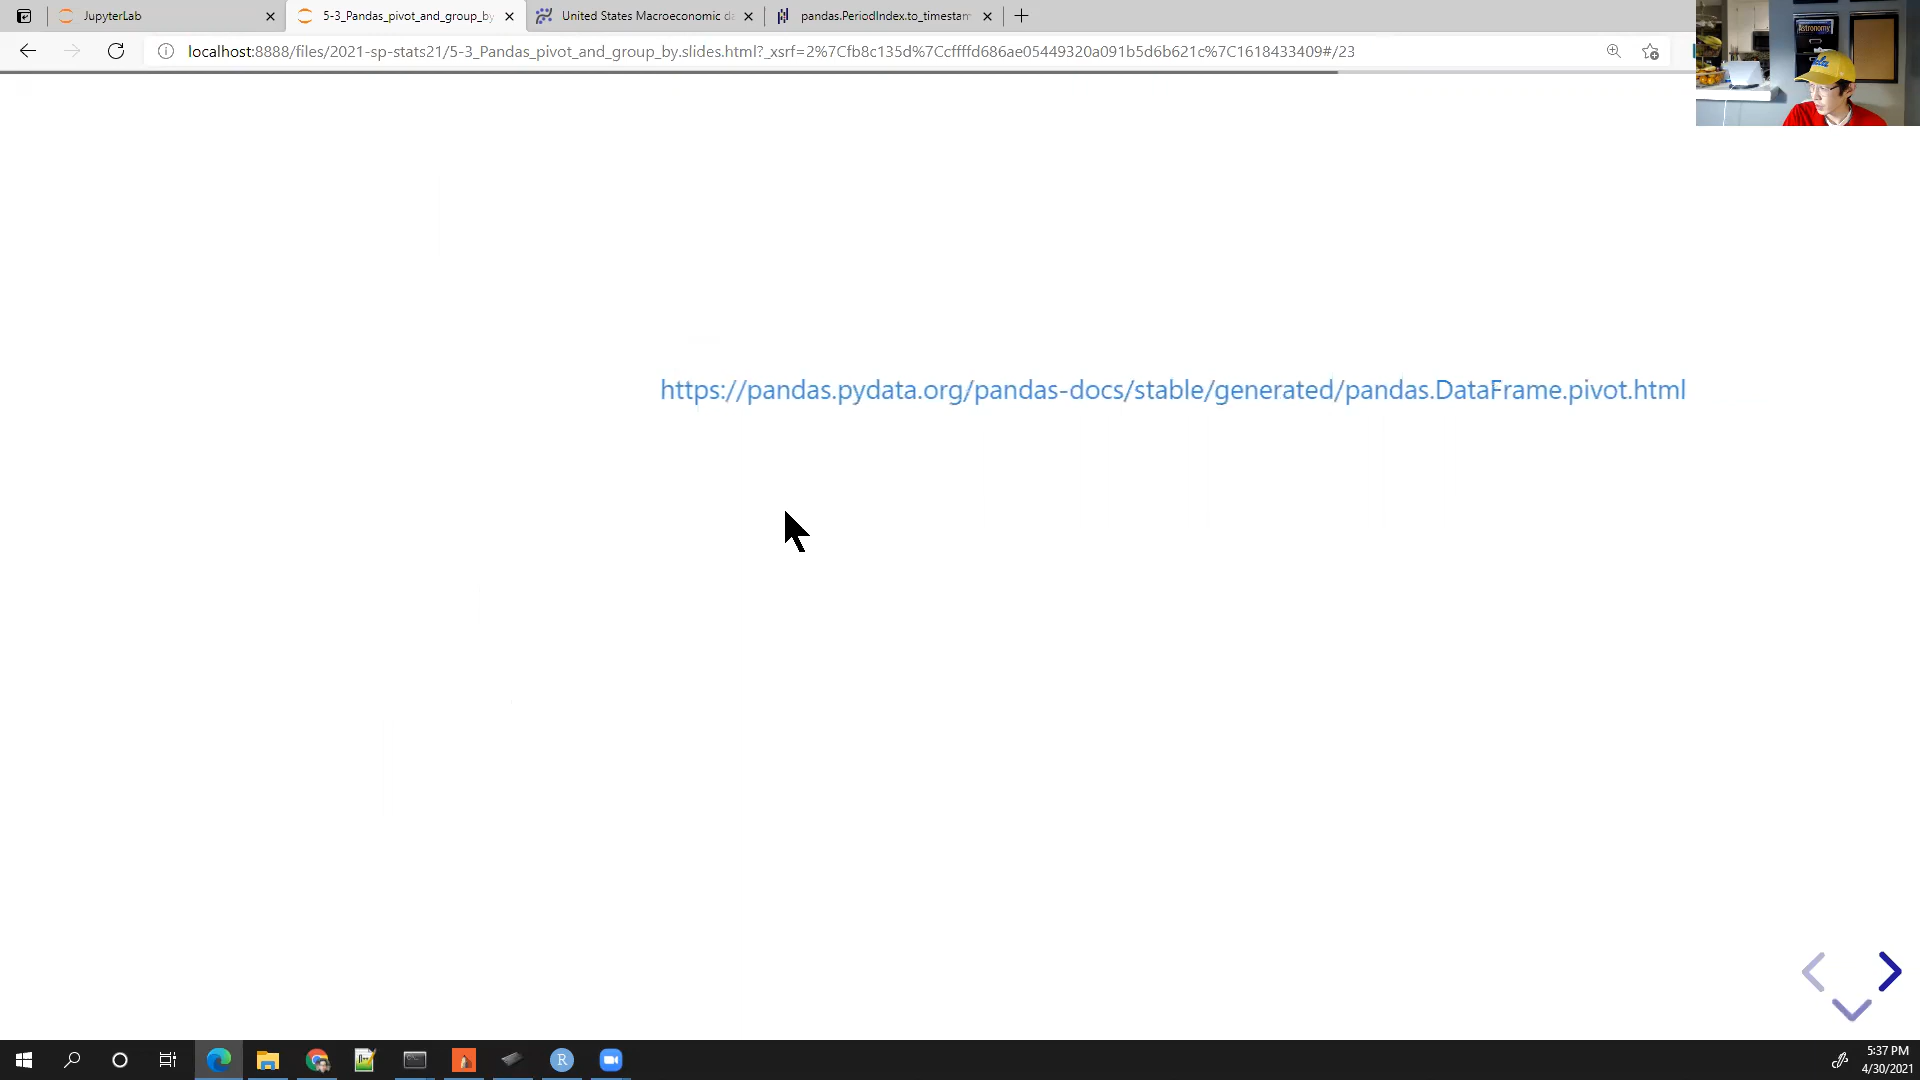 JupyterLab
5-3_Pandas_pivot_and_group_by
United States Macroeconomic da
pandas.PeriodIndex.to_timestam
localhost:8888/files/2021-sp-stats21/5-3_Pandas_pivot_and_group_by.slides.html?_xsrf=2%7Cfb8c135d%7Ccffffd686ae05449320a091b5d6b621c%7C1618433409#/23
Astronomy
https://pandas.pydata.org/pandas-docs/stable/generated/pandas.DataFrame.pivot.html
R
5:37 PM
4/30/2021